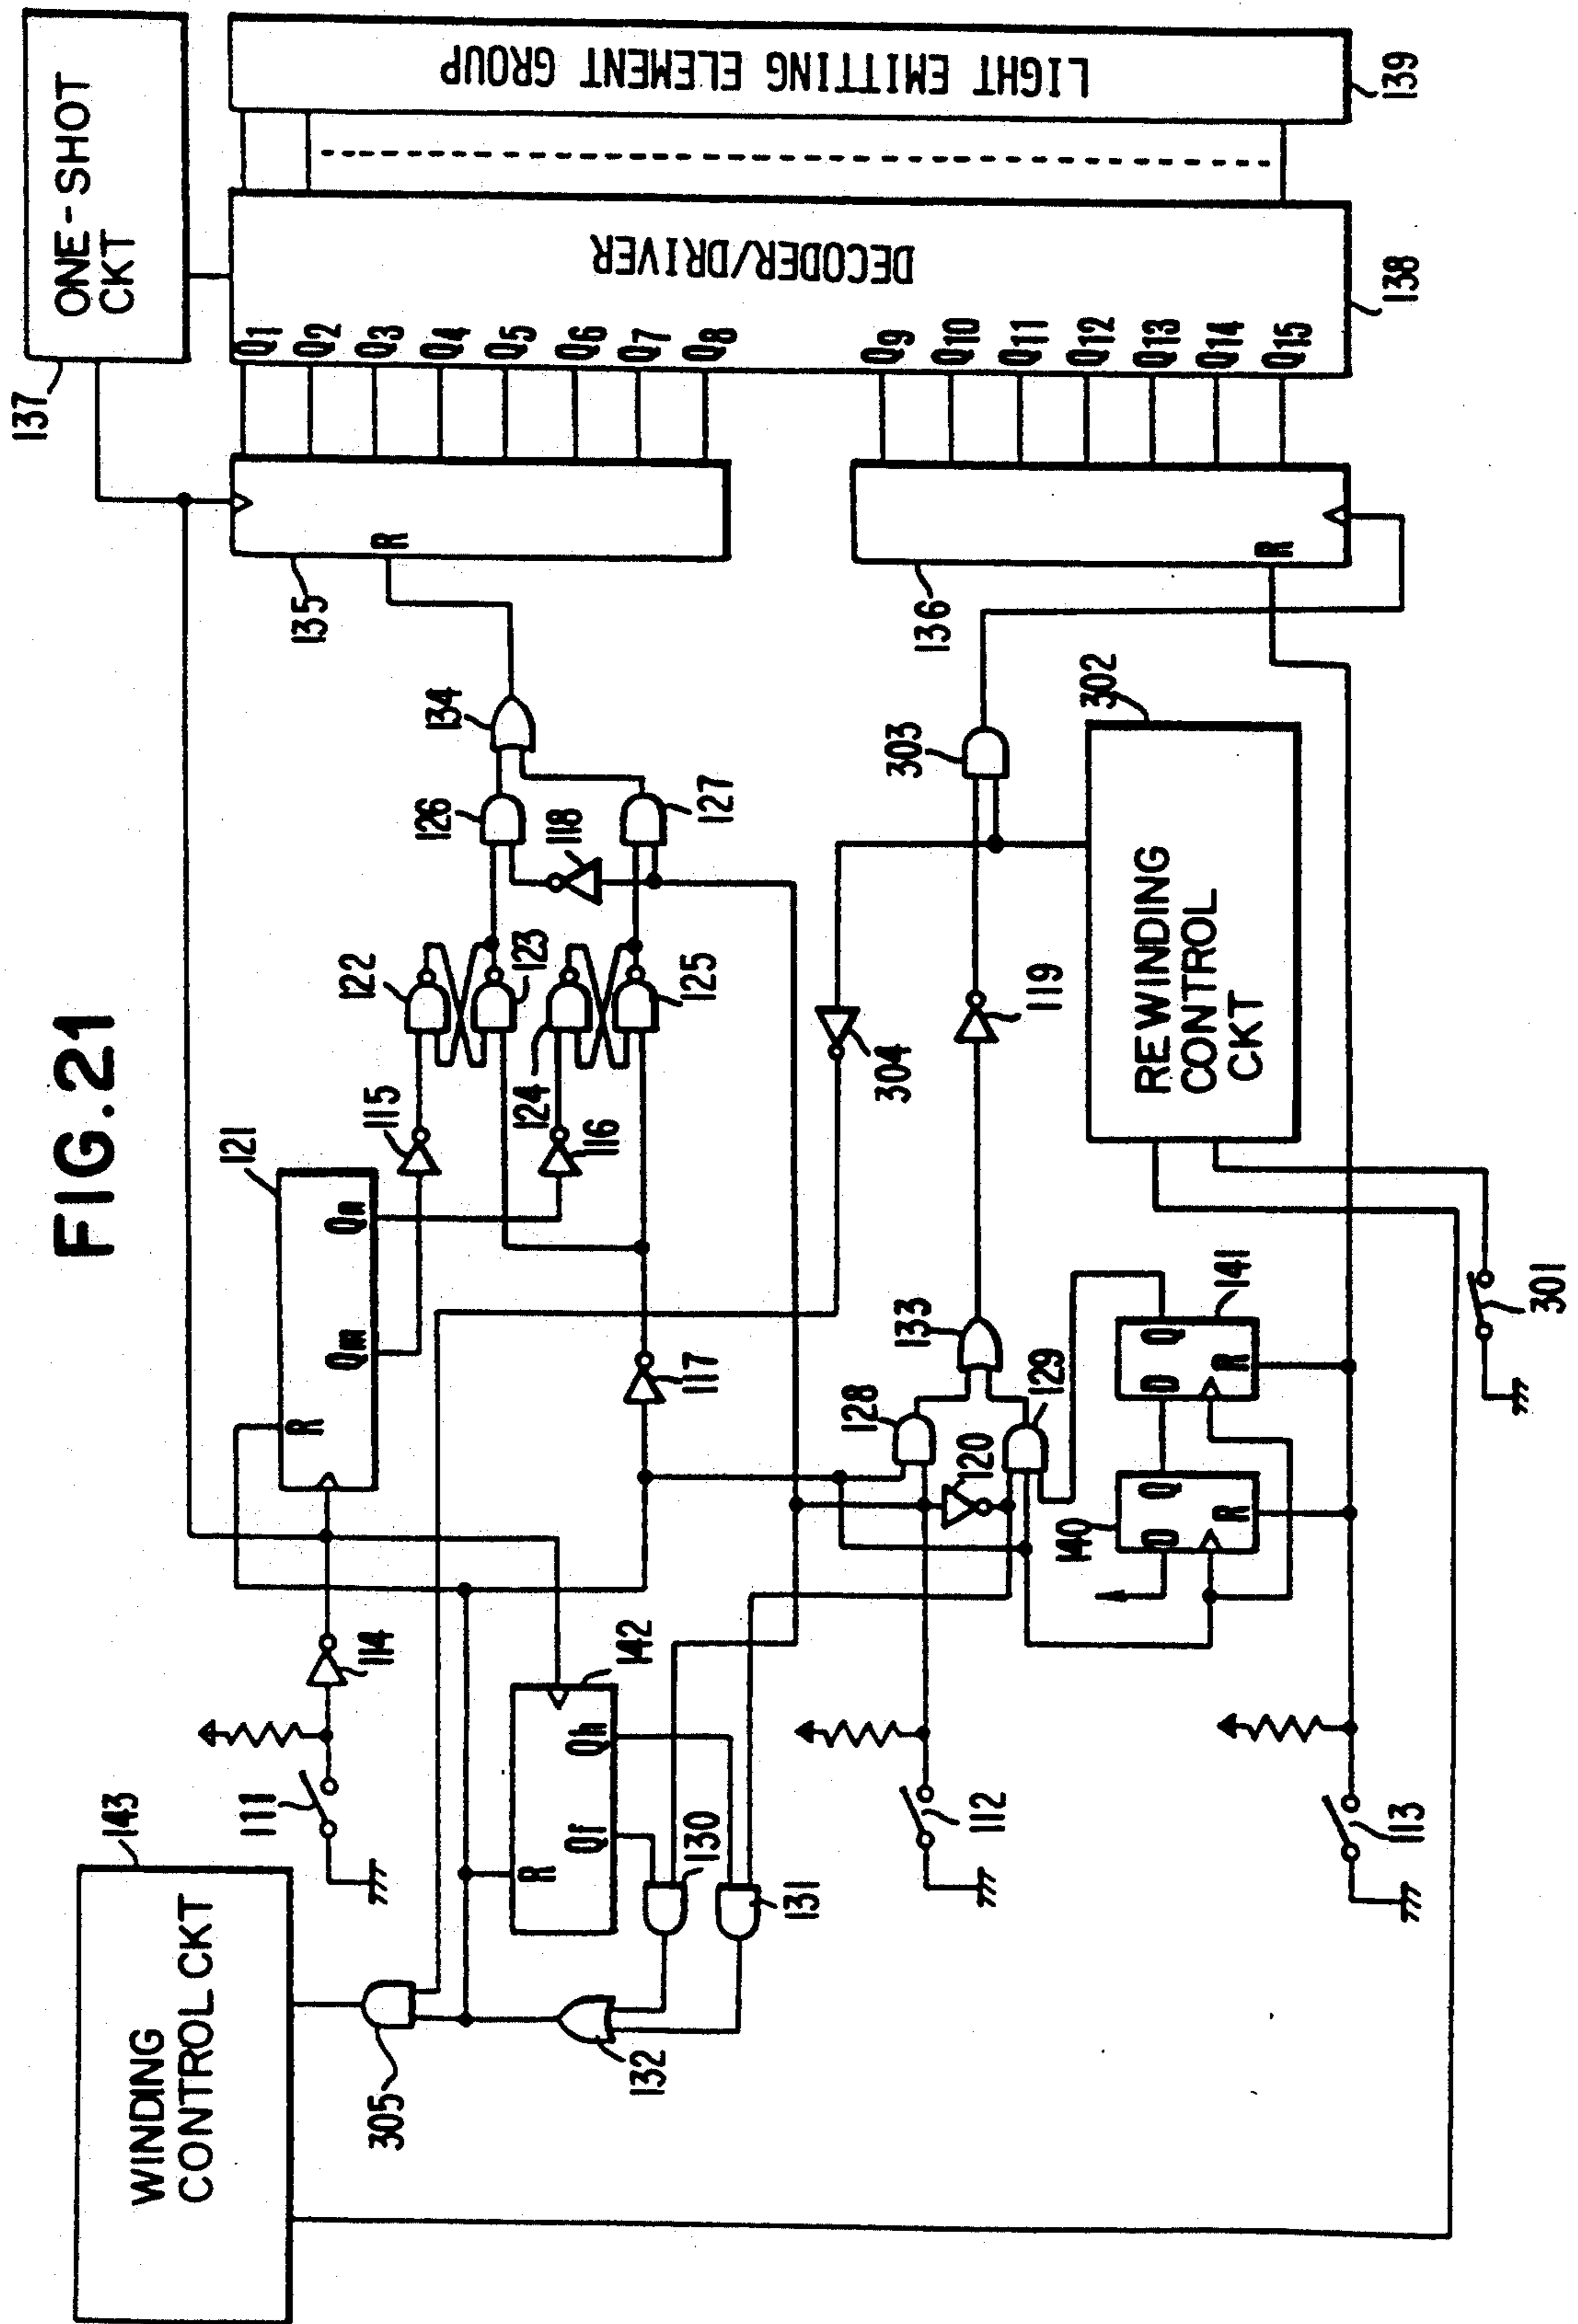 FIG.21
WINDING
CONTROL CKT
143
305
132
111
114
R
Qf
Qh
142
130
131
112
113
121
R
Qm
Qn
115
116
117
122
123
124
125
118
126
127
134
128
120
129
133
119
304
303
140
D
Q
R
141
D
Q
R
301
REWINDING
CONTROL
CKT
302
135
R
136
R
137
ONE-SHOT
CKT
Q1
Q2
Q3
Q4
Q5
Q6
Q7
Q8
Q9
Q10
Q11
Q12
Q13
Q14
Q15
DECODER/DRIVER
138
LIGHT EMITTING ELEMENT GROUP
139